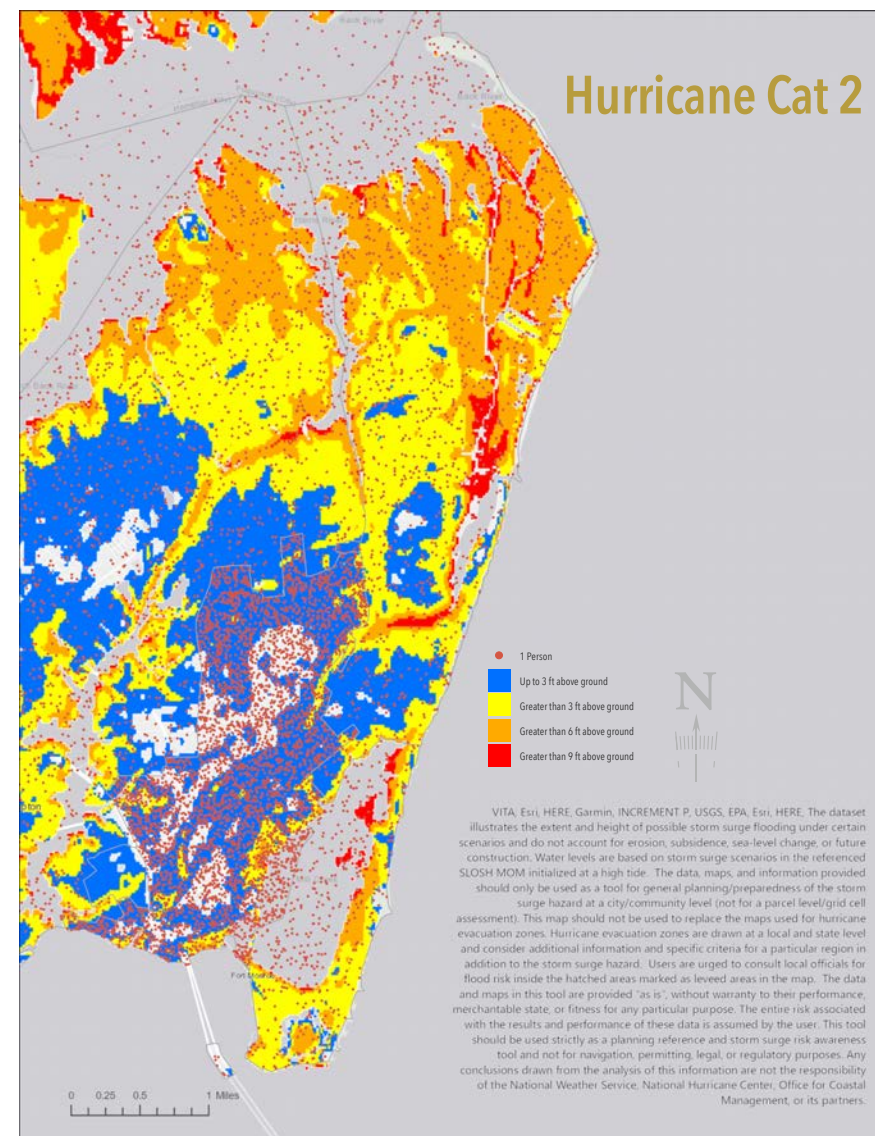 Back River
Hurricane Cat 2
1 Person
Up to 3 ft above ground
Greater than 3 ft above ground
N
Greater than 6 ft above ground
Greater than 9 ft above ground
VITA, Esri, HERE, Garmin, INCREMENT P, USGS, EPA, Esri, HERE, The dataset
illustrates the extent and height of possible storm surge flooding under certain
scenarios and do not account for erosion, subsidence, sea-level change, or future
construction. Water levels are based on storm surge scenarios in the referenced
SLOSH MOM initialized at a high tide. The data, maps, and information provided
should only be used as a tool for general planning/preparedness of the storm
surge hazard at a city/community level (not for a parcel level/grid cell
assessment). This map should not be used to replace the maps used for hurricane
evacuation zones. Hurricane evacuation zones are drawn at a local and state level
and consider additional information and specific criteria for a particular region in
addition to the storm surge hazard. Users are urged to consult local officials for
flood risk inside the hatched areas marked as leveed areas in the map. The data
and maps in this tool are provided "as is", without warranty to their performance,
merchantable state, or fitness for any particular purpose. The entire risk associated
with the results and performance of these data is assumed by the user. This tool
should be used strictly as a planning reference and storm surge risk awareness
tool and not for navigation, permitting, legal, or regulatory purposes. Any
conclusions drawn from the analysis of this information are not the responsibility
of the National Weather Service, National Hurricane Center, Office for Coastal
Management, or its partners.
0 0.25 0.5 1 Miles